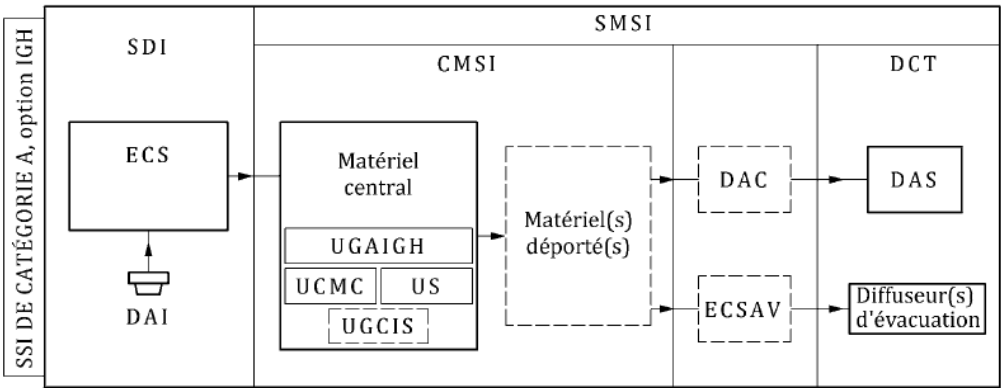 SSI DE CATÉGORIE A, option IGH
SDI
SMSI
CMSI
DCT
ECS
DAI
Matériel
central
UGAIGH
UCMC
US
UGCIS
Matériel(s)
déporté(s)
DAC
DAS
ECSAV
Diffuseur(s)
d'évacuation